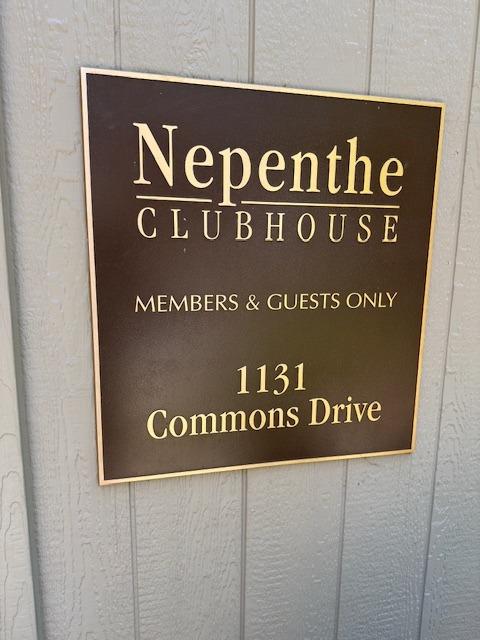 Nepenthe
CLUBHOUSE
MEMBERS & GUESTS ONLY
1131
Commons Drive